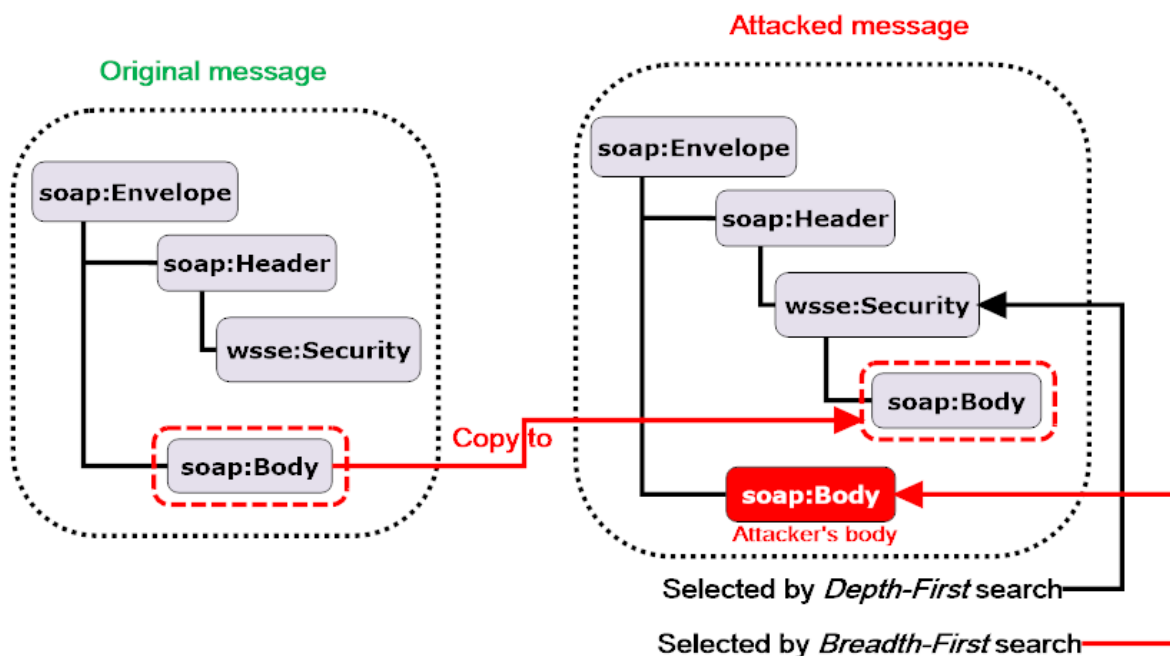 Original message
soap:Envelope
soap:Header
wsse:Security
soap:Body
Copy to
Attacked message
soap:Envelope
soap:Header
wsse:Security
soap:Body
soap:Body
Attacker's body
Selected by Depth-First search
Selected by Breadth-First search